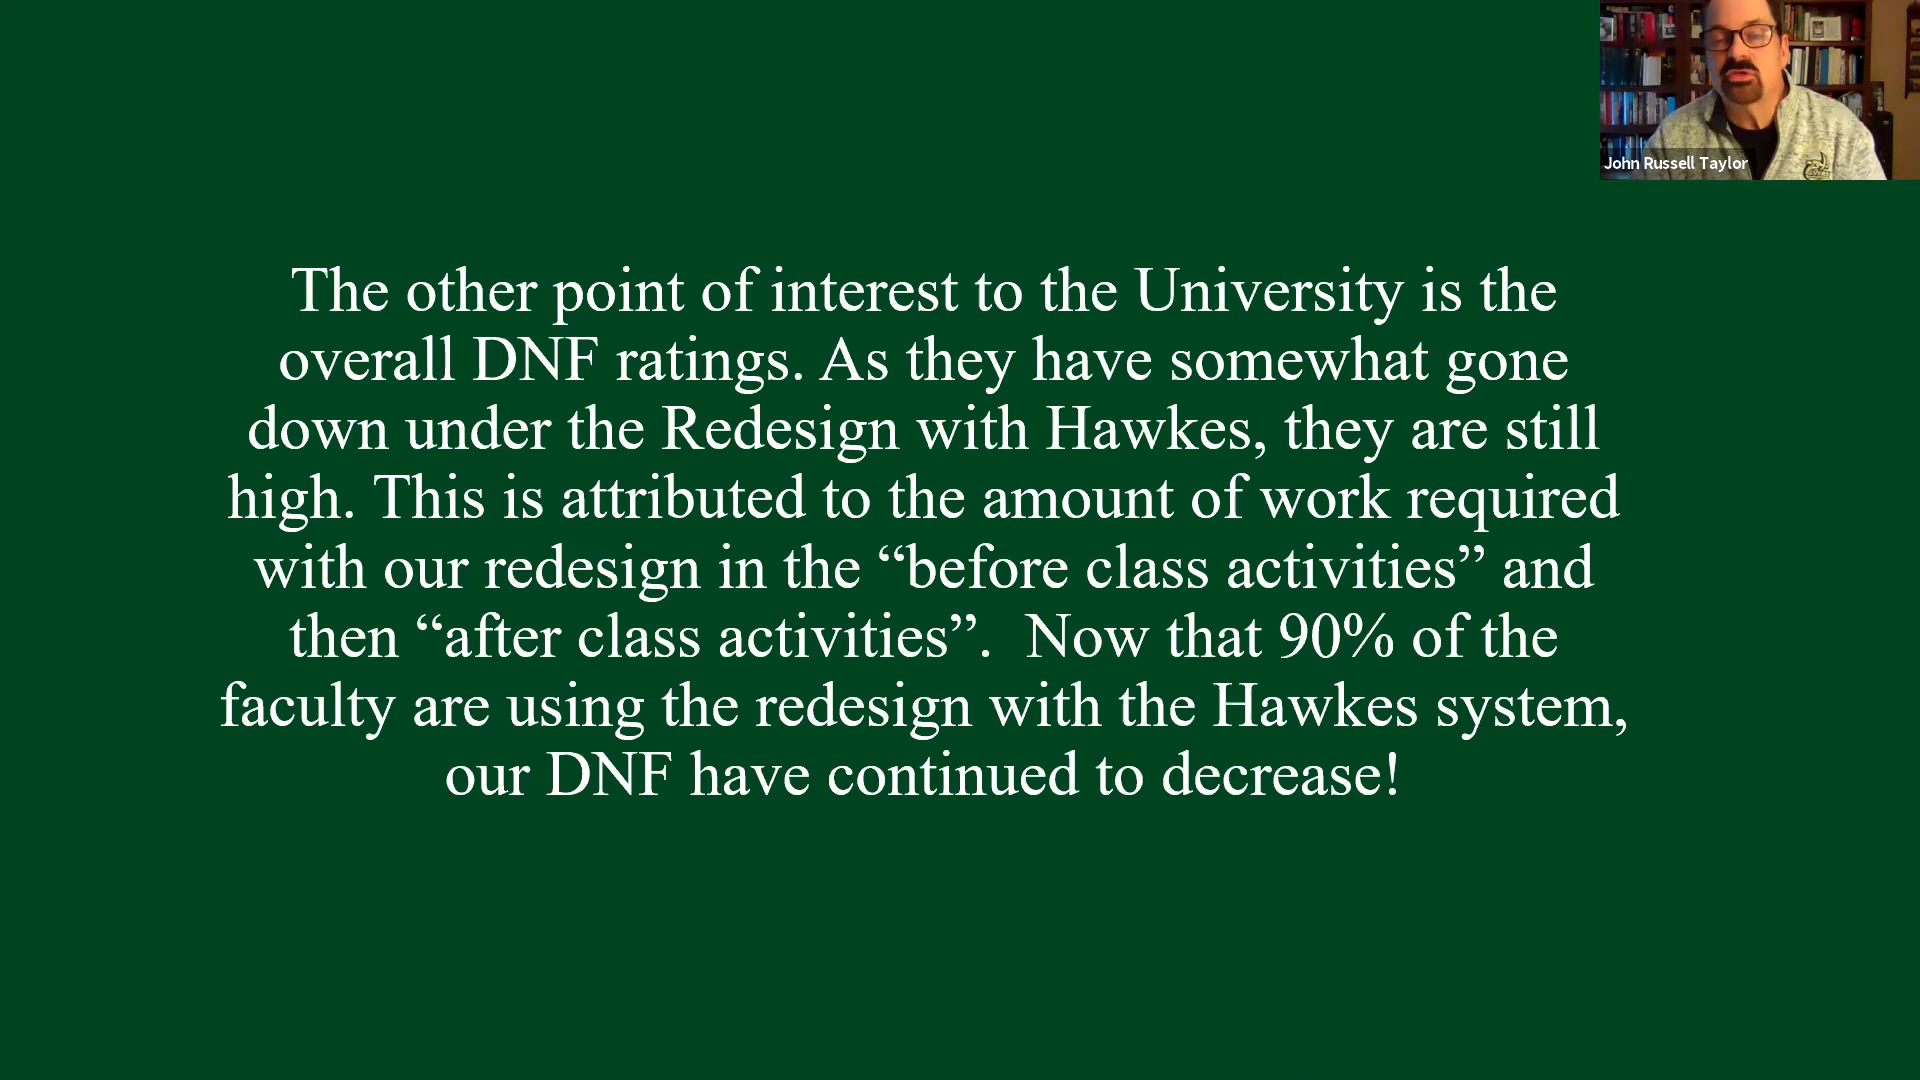 John Russell Taylor
The other point of interest to the University is the
overall DNF ratings. As they have somewhat gone
down under the Redesign with Hawkes, they are still
high. This is attributed to the amount of work required
with our redesign in the “before class activities” and
then “after class activities”.  Now that 90% of the
faculty are using the redesign with the Hawkes system,
our DNF have continued to decrease!